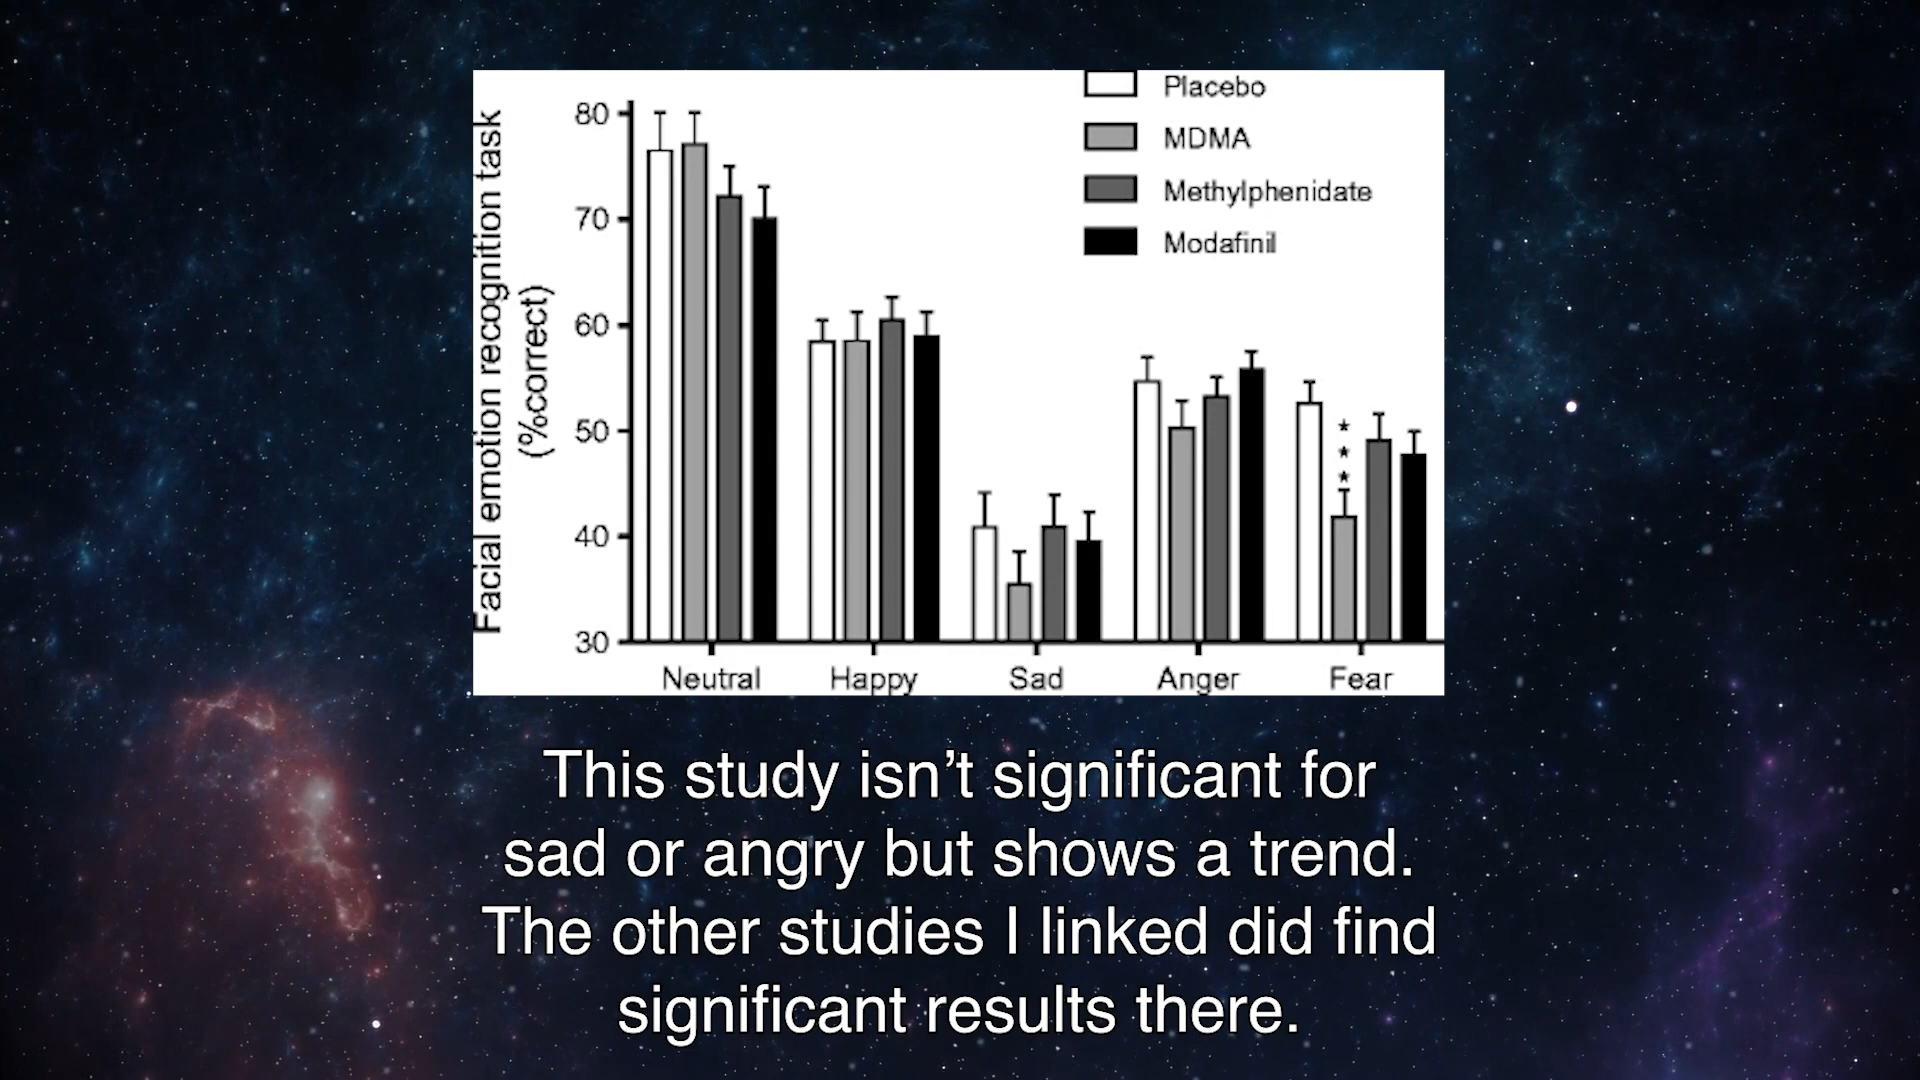 Placebo
MDMA
Methylphenidate
Modafinil
Facial emotion recognition task
(%correct)
80
70
60
50
40
30
***
Neutral
Happy
Sad
Anger
Fear
This study isn’t significant for
sad or angry but shows a trend.
The other studies I linked did find
significant results there.